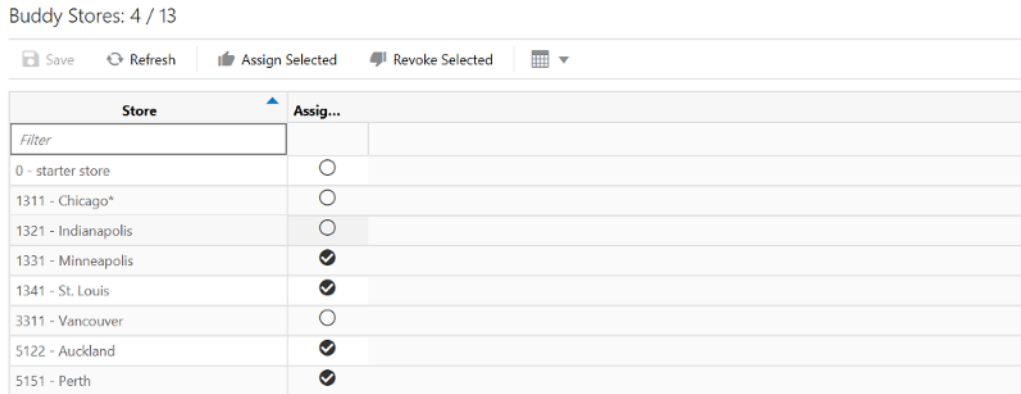 Buddy Stores: 4 / 13
Save Refresh Assign Selected Revoke Selected
Store Assig...
Filter
0 - starter store
1311 - Chicago*
1321 - Indianapolis
1331 - Minneapolis
1341 - St. Louis
3311 - Vancouver
5122 - Auckland
5151 - Perth